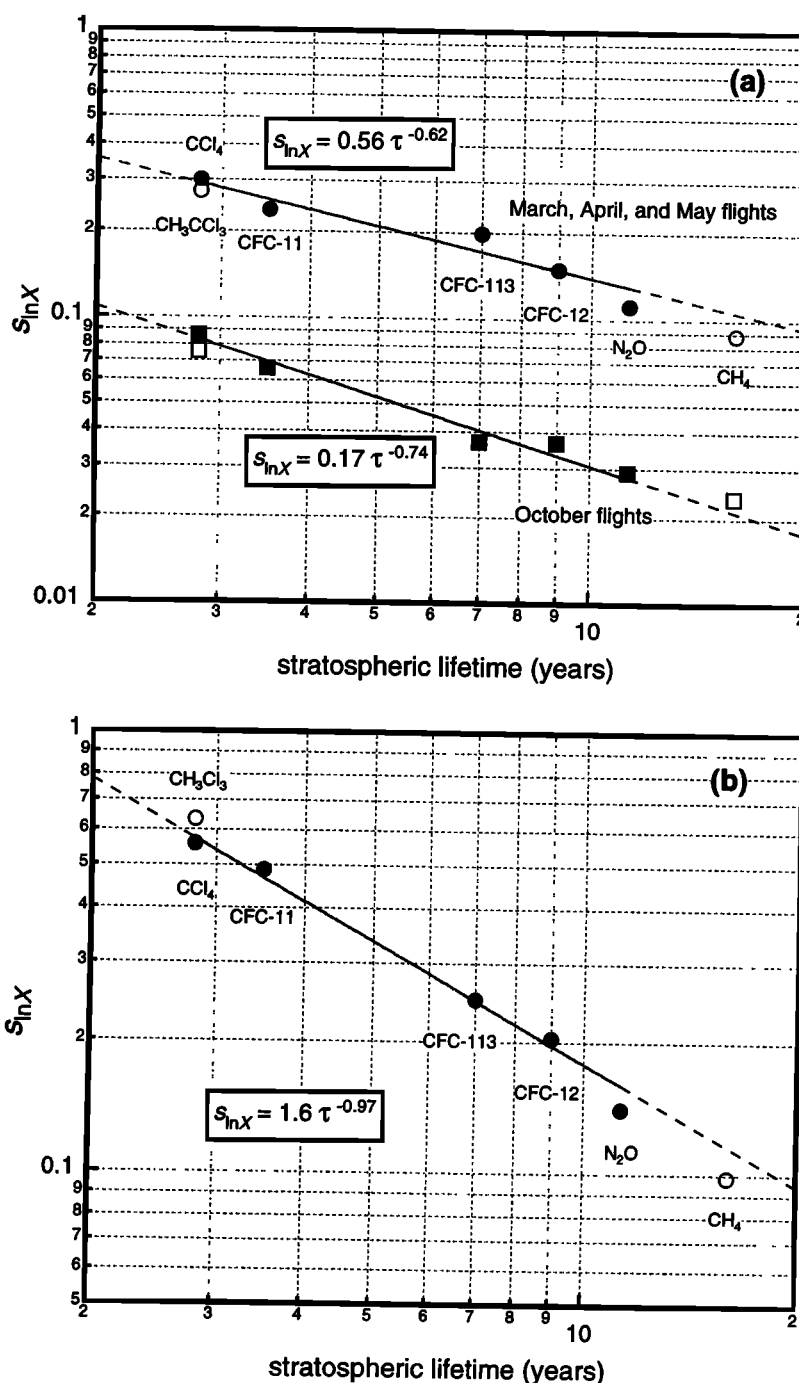 (a)
1
9
8
7
6
5
4
3
2
0.1
9
8
7
6
5
4
3
2
0.01
s_lnX
CCl₄
s_lnX = 0.56 τ^-0.62
March, April, and May flights
CH₃CCl₃
CFC-11
CFC-113
CFC-12
N₂O
CH₄
s_lnX = 0.17 τ^-0.74
October flights
2 3 4 5 6 7 8 9 10 2
stratospheric lifetime (years)
(b)
1
9
8
7
6
5
4
3
2
0.1
9
8
7
6
5
s_lnX
CH₃Cl₃
CCl₄
CFC-11
CFC-113
CFC-12
s_lnX = 1.6 τ^-0.97
N₂O
CH₄
2 3 4 5 6 7 8 9 10 2
stratospheric lifetime (years)